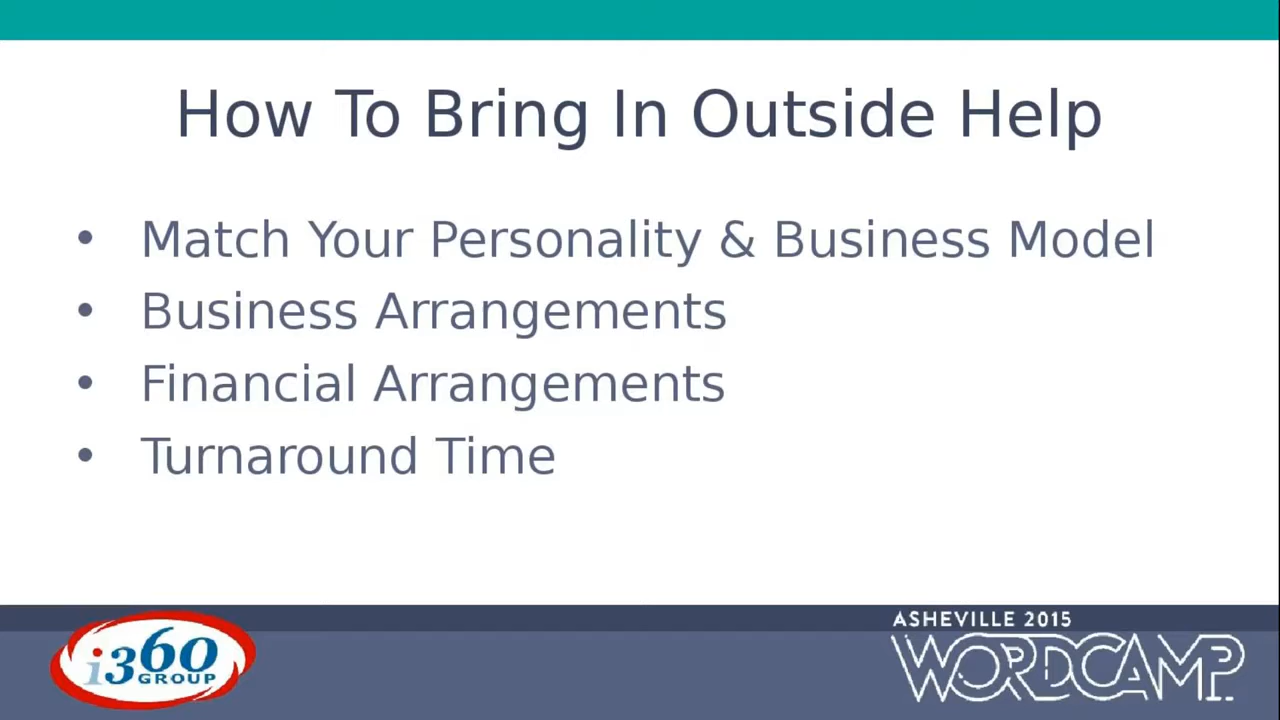 How To Bring In Outside Help
• Match Your Personality & Business Model
• Business Arrangements
• Financial Arrangements
• Turnaround Time
i360
GROUP
ASHEVILLE 2015
WORDCAMP